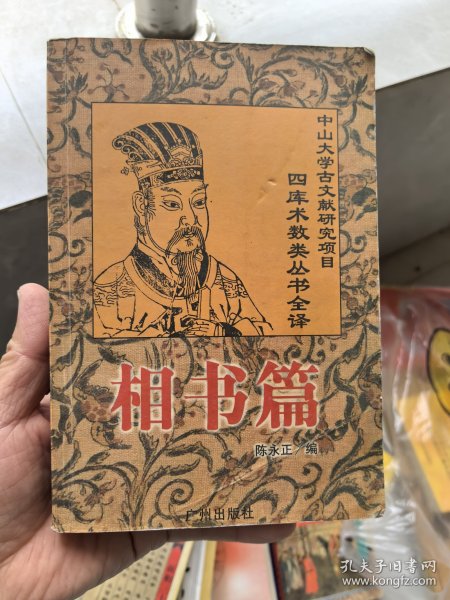 中山大学古文献研究项目
四库术数类丛书全译
相书篇
陈永正／编
广州出版社
孔夫子旧书网
www.kongfz.com